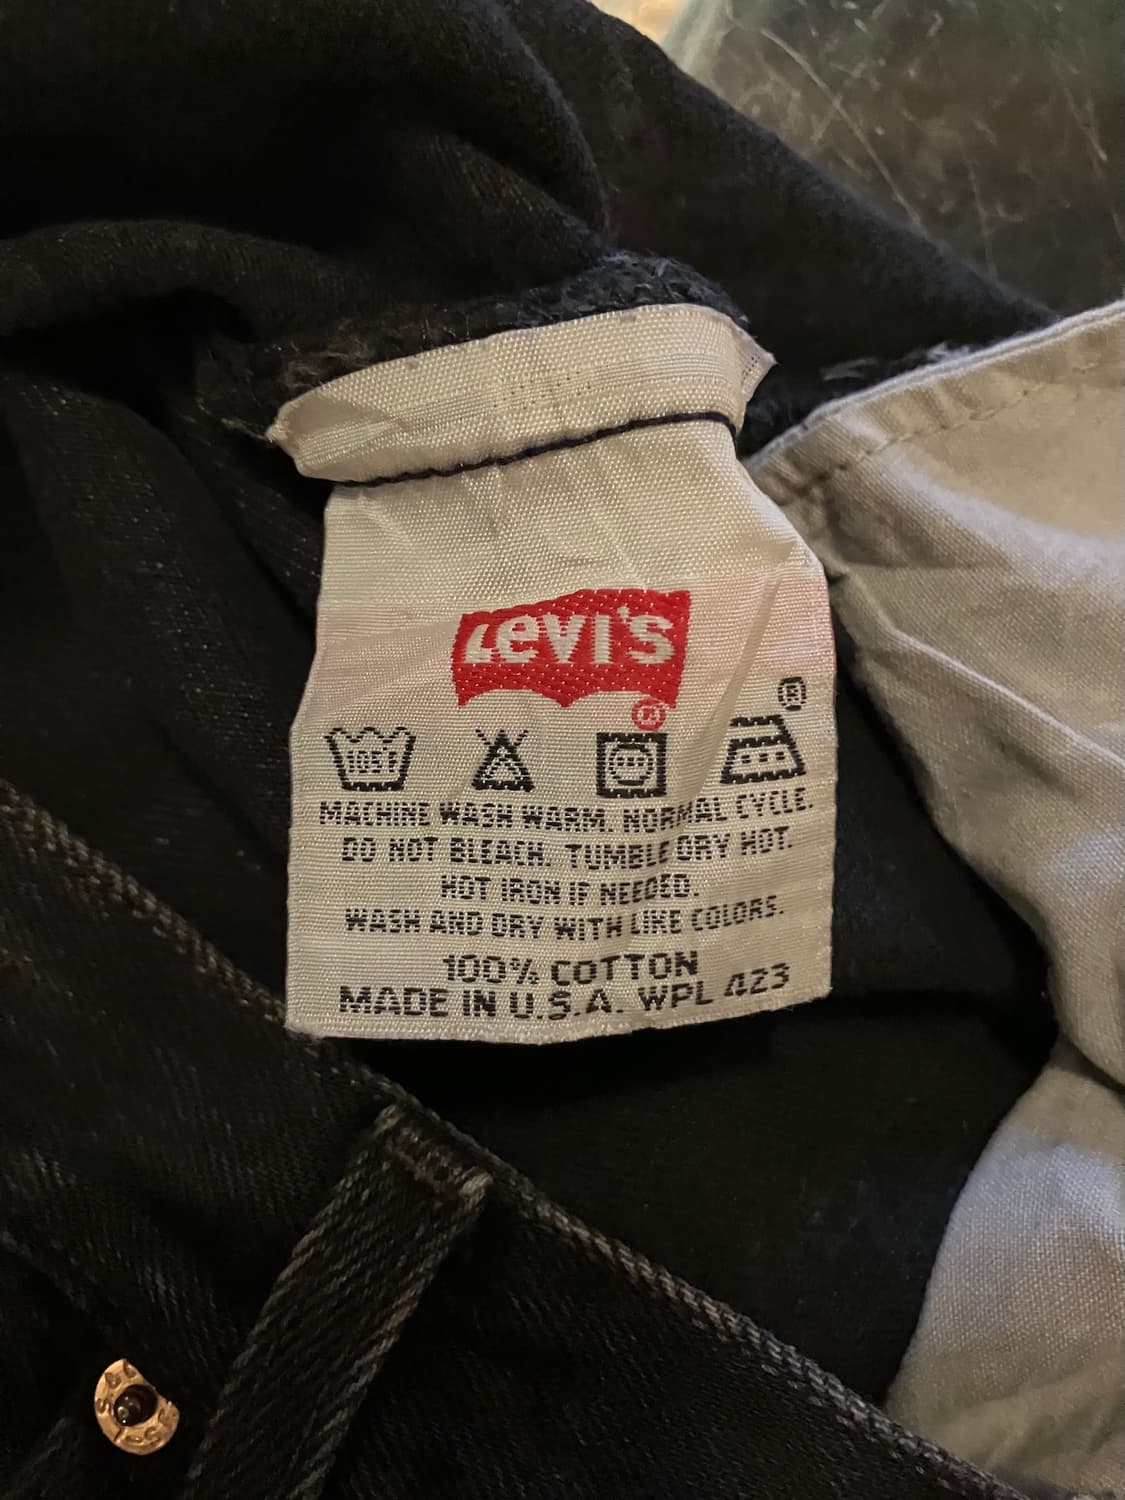 Levi's
®
®
105°F
MACHINE WASH WARM. NORMAL CYCLE.
DO NOT BLEACH. TUMBLE DRY HOT.
HOT IRON IF NEEDED.
WASH AND DRY WITH LIKE COLORS.
100% COTTON
MADE IN U.S.A. WPL 423